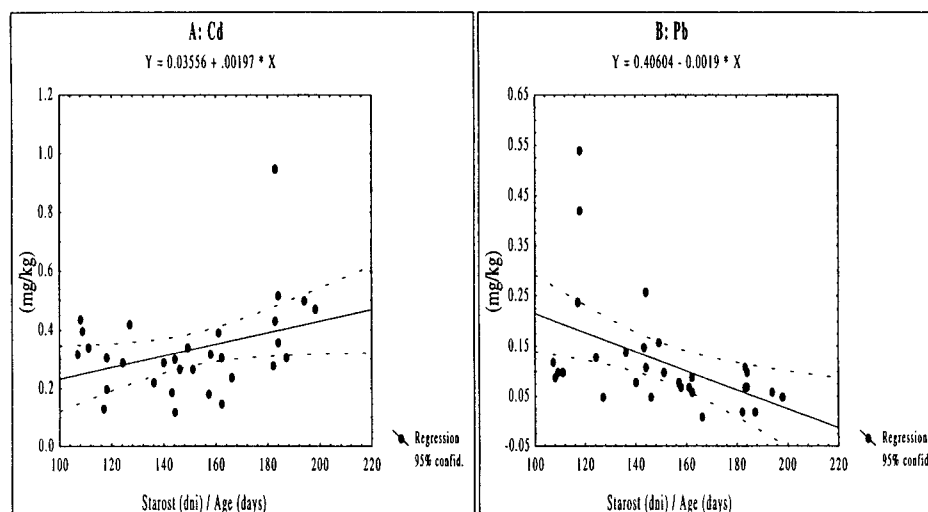 A: Cd
Y = 0.03556 + .00197 * X
1.2
1.0
0.8
0.6
0.4
0.2
0.0
(mg/kg)
100 120 140 160 180 200 220
Starost (dni) / Age (days)
Regression
95% confid.
B: Pb
Y = 0.40604 - 0.0019 * X
0.65
0.55
0.45
0.35
0.25
0.15
0.05
-0.05
(mg/kg)
100 120 140 160 180 200 220
Starost (dni) / Age (days)
Regression
95% confid.